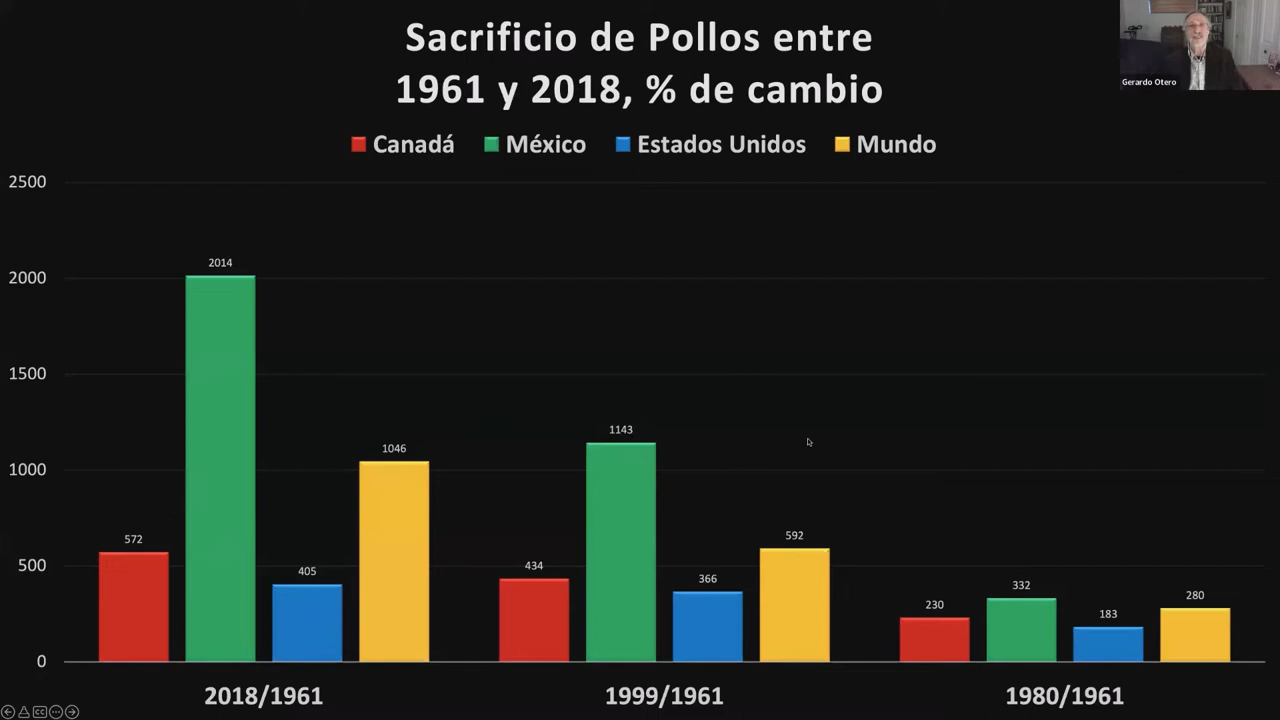 Sacrificio de Pollos entre
1961 y 2018, % de cambio
Gerardo Otero
Canadá México Estados Unidos Mundo
2500
2000
1500
1000
500
0
572 2014 405 1046
434 1143 366 592
230 332 183 280
2018/1961 1999/1961 1980/1961
CC